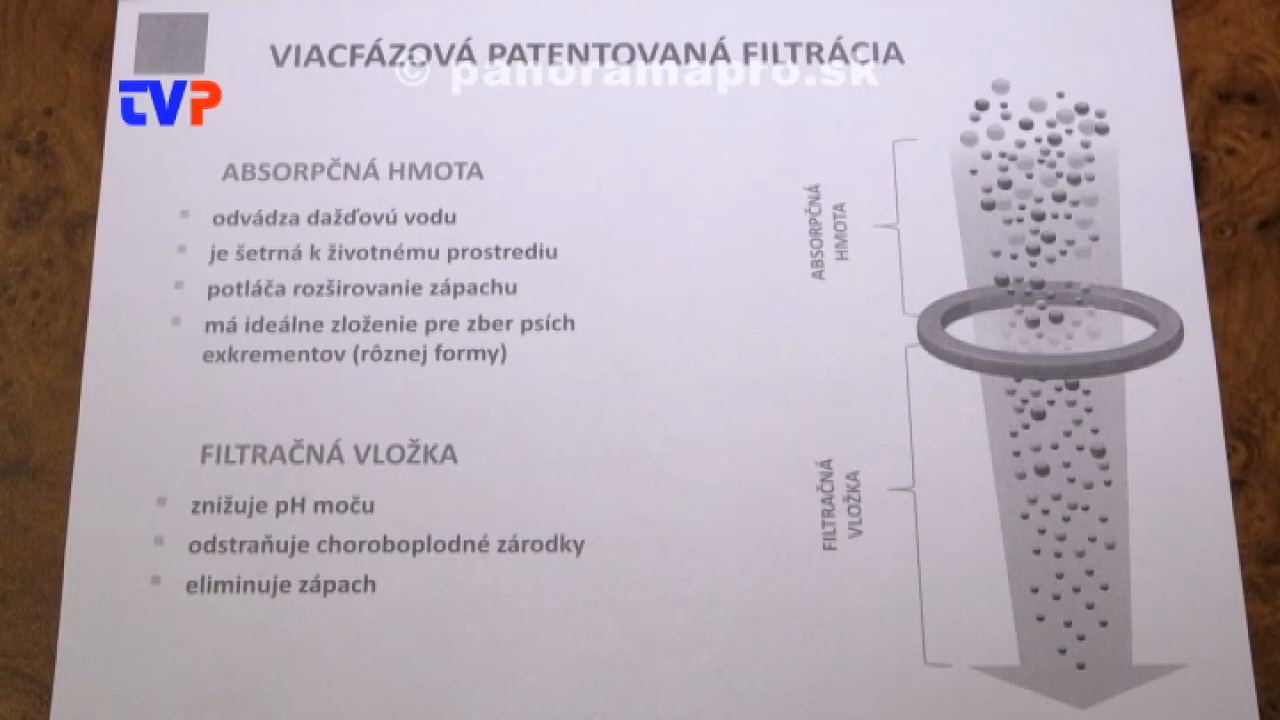 VIACFÁZOVÁ PATENTOVANÁ FILTRÁCIA
© panoramapro.sk
TVP
ABSORPČNÁ HMOTA
odvádza dažďovú vodu
je šetrná k životnému prostrediu
potláča rozširovanie zápachu
má ideálne zloženie pre zber psích
exkrementov (rôznej formy)
FILTRAČNÁ VLOŽKA
znižuje pH moču
odstraňuje choroboplodné zárodky
eliminuje zápach
ABSORPČNÁ
HMOTA
FILTRAČNÁ
VLOŽKA